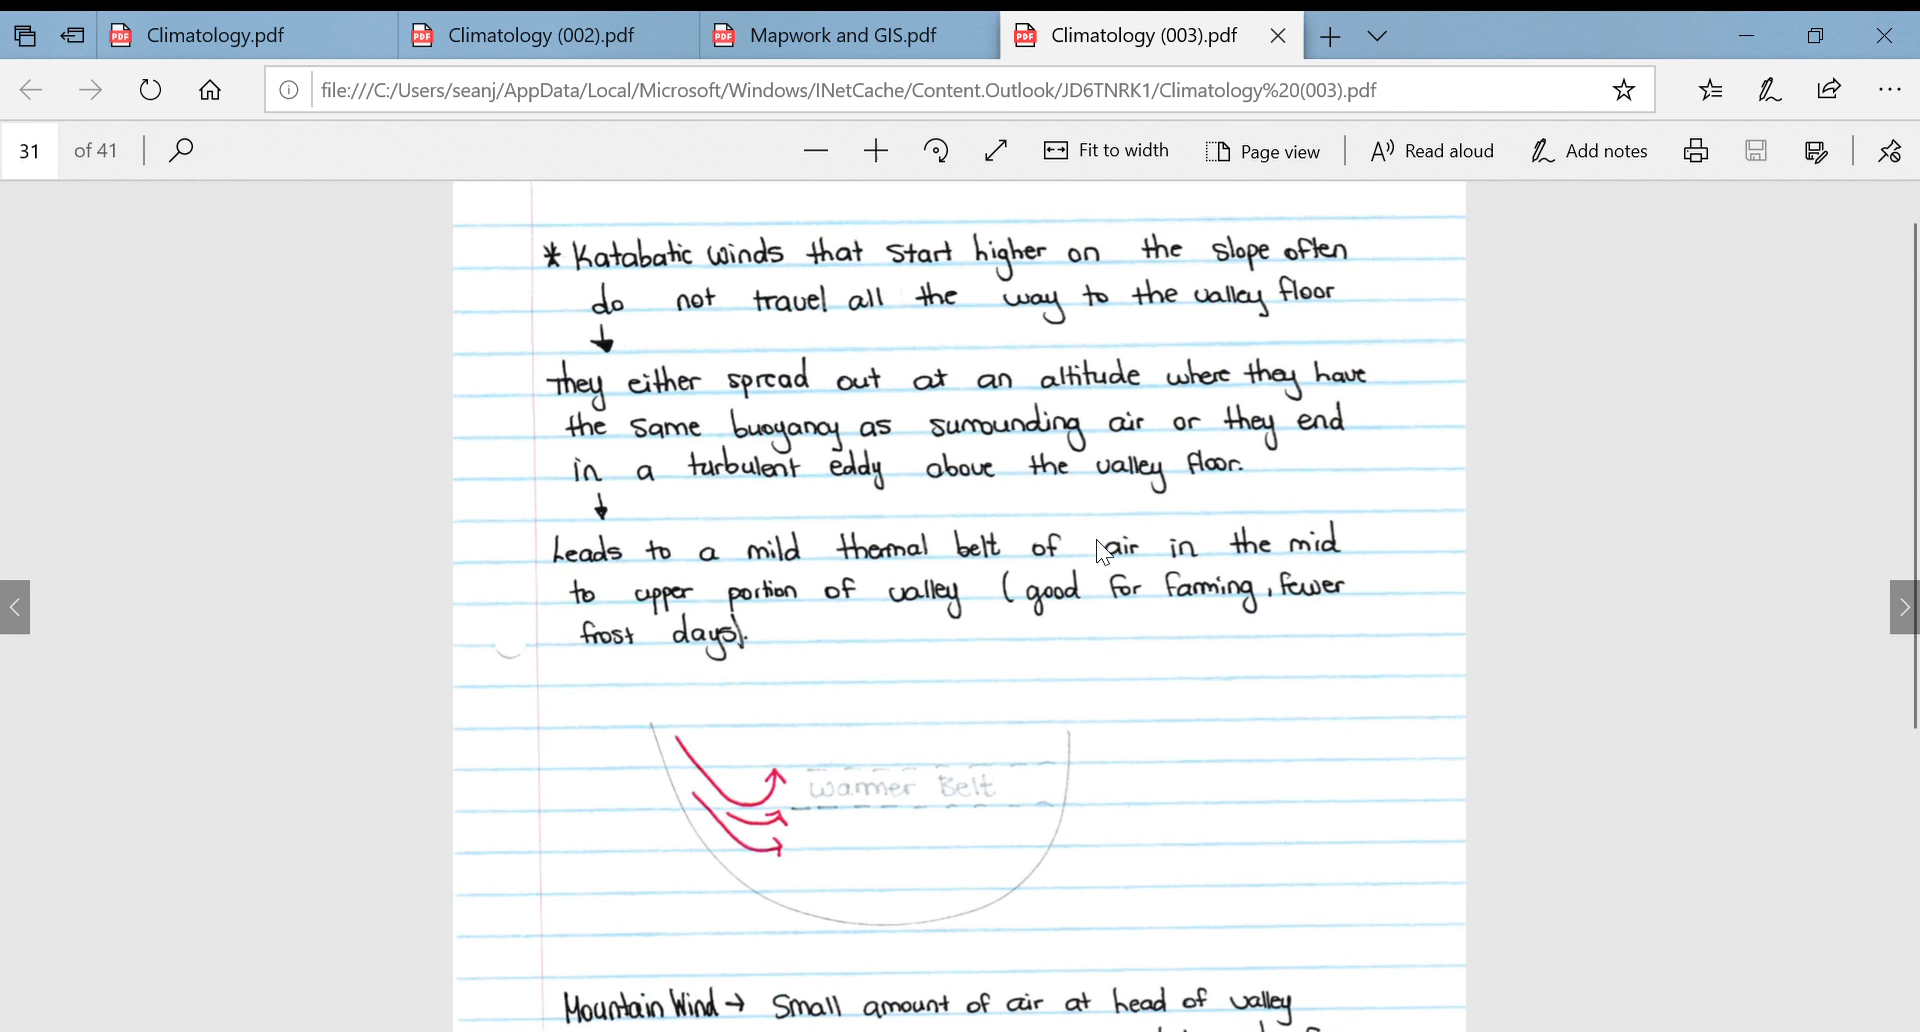 Climatology.pdf
Climatology (002).pdf
Mapwork and GIS.pdf
Climatology (003).pdf
file:///C:/Users/seanj/AppData/Local/Microsoft/Windows/INetCache/Content.Outlook/JD6TNRK1/Climatology%20(003).pdf
31 of 41
Fit to width
Page view
Read aloud
Add notes
* Katabatic winds that start higher on the slope often
do not travel all the way to the valley floor
↓
They either spread out at an altitude where they have
the same buoyancy as surrounding air or they end
in a turbulent eddy above the valley floor.
↓
Leads to a mild thermal belt of air in the mid
to upper portion of valley (good for farming, fewer
frost days).
Warmer Belt
Mountain Wind → Small amount of air at head of valley